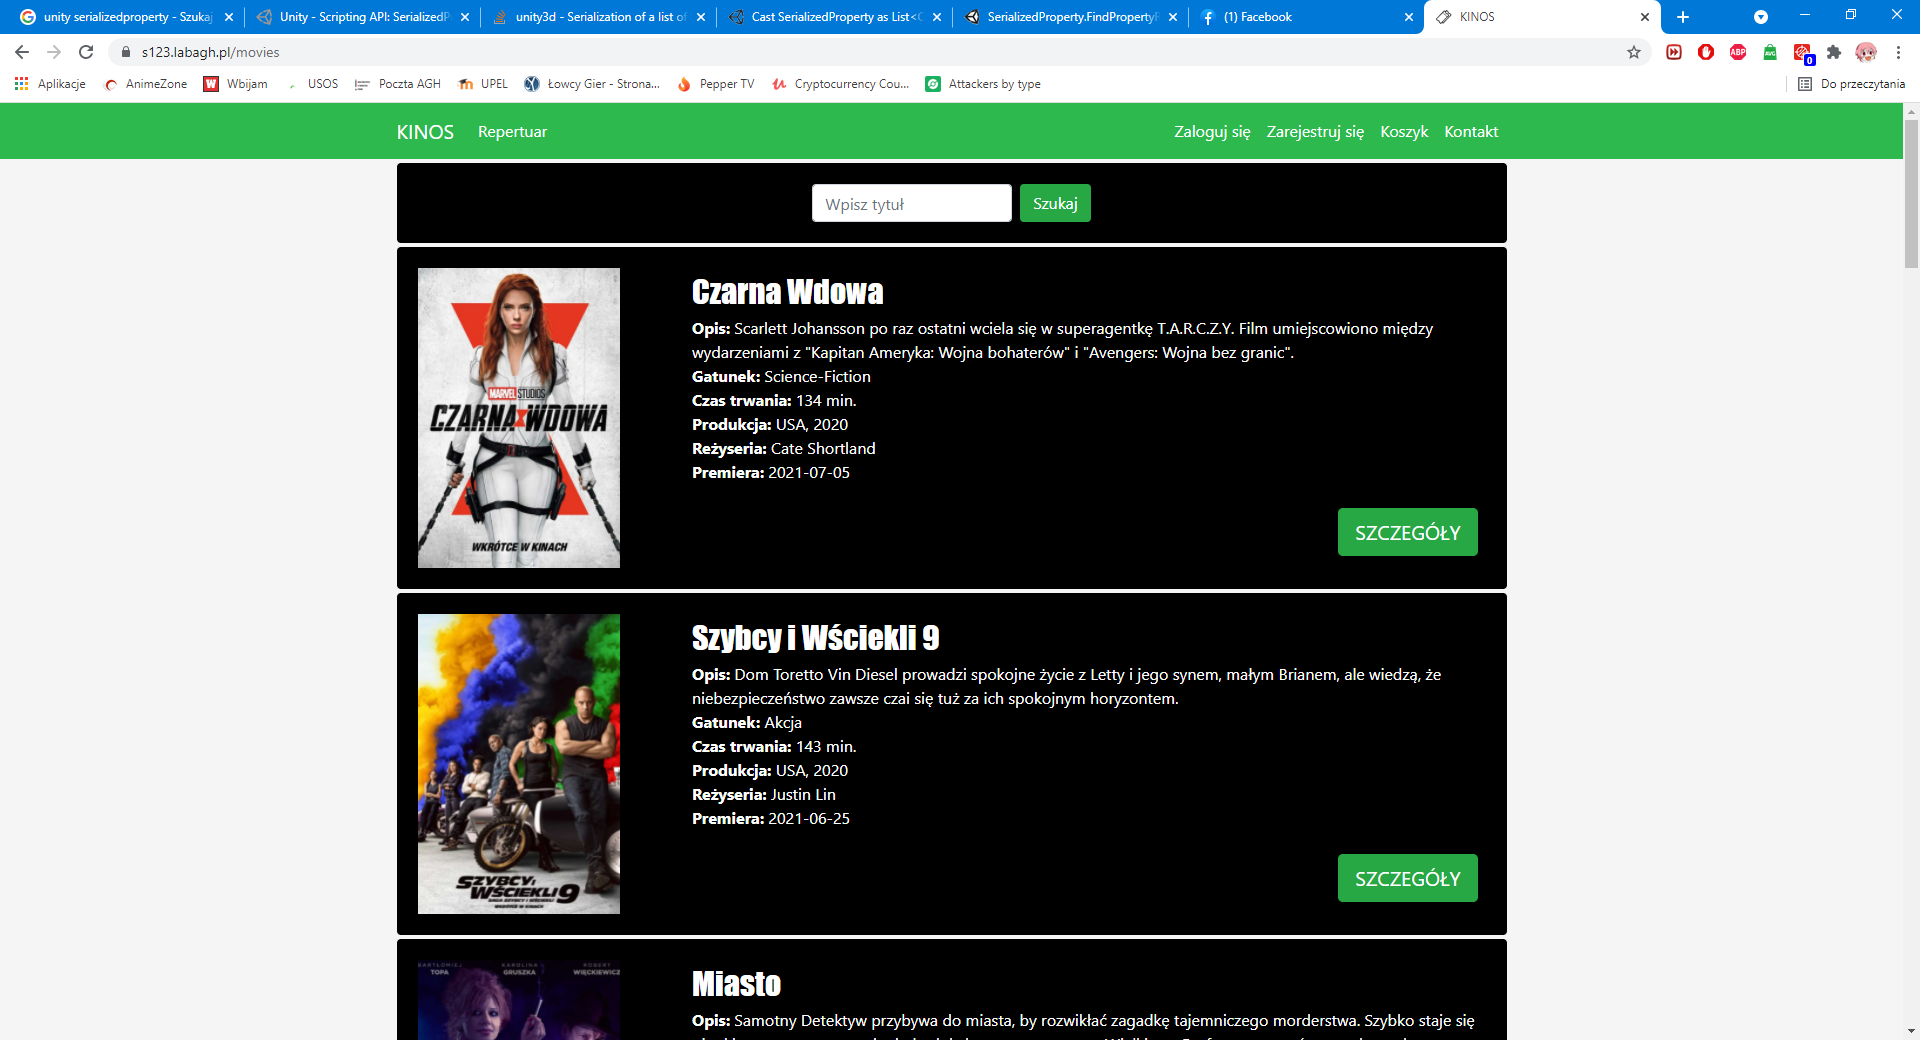 unity serializedproperty - Szukaj
Unity - Scripting API: SerializedP
unity3d - Serialization of a list of
Cast SerializedProperty as List<
SerializedProperty.FindProperty
(1) Facebook
KINOS
s123.labagh.pl/movies
ABP
AVG
0
Aplikacje
AnimeZone
W Wbijam
USOS
Poczta AGH
UPEL
Łowcy Gier - Strona...
Pepper TV
Cryptocurrency Cou...
Attackers by type
Do przeczytania
KINOS Repertuar Zaloguj się Zarejestruj się Koszyk Kontakt
Wpisz tytuł Szukaj
MARVEL STUDIOS
CZARNA WDOWA
WKRÓTCE W KINACH
Czarna Wdowa
Opis: Scarlett Johansson po raz ostatni wciela się w superagentkę T.A.R.C.Z.Y. Film umiejscowiono między
wydarzeniami z "Kapitan Ameryka: Wojna bohaterów" i "Avengers: Wojna bez granic".
Gatunek: Science-Fiction
Czas trwania: 134 min.
Produkcja: USA, 2020
Reżyseria: Cate Shortland
Premiera: 2021-07-05
SZCZEGÓŁY
SZYBCY I
WŚCIEKLI 9
WKRÓTCE W KINACH
Szybcy i Wściekli 9
Opis: Dom Toretto Vin Diesel prowadzi spokojne życie z Letty i jego synem, małym Brianem, ale wiedzą, że
niebezpieczeństwo zawsze czai się tuż za ich spokojnym horyzontem.
Gatunek: Akcja
Czas trwania: 143 min.
Produkcja: USA, 2020
Reżyseria: Justin Lin
Premiera: 2021-06-25
SZCZEGÓŁY
BARTŁOMIEJ KAROLINA ROBERT
TOPA GRUSZKA WIĘCKIEWICZ
Miasto
Opis: Samotny Detektyw przybywa do miasta, by rozwikłać zagadkę tajemniczego morderstwa. Szybko staje się